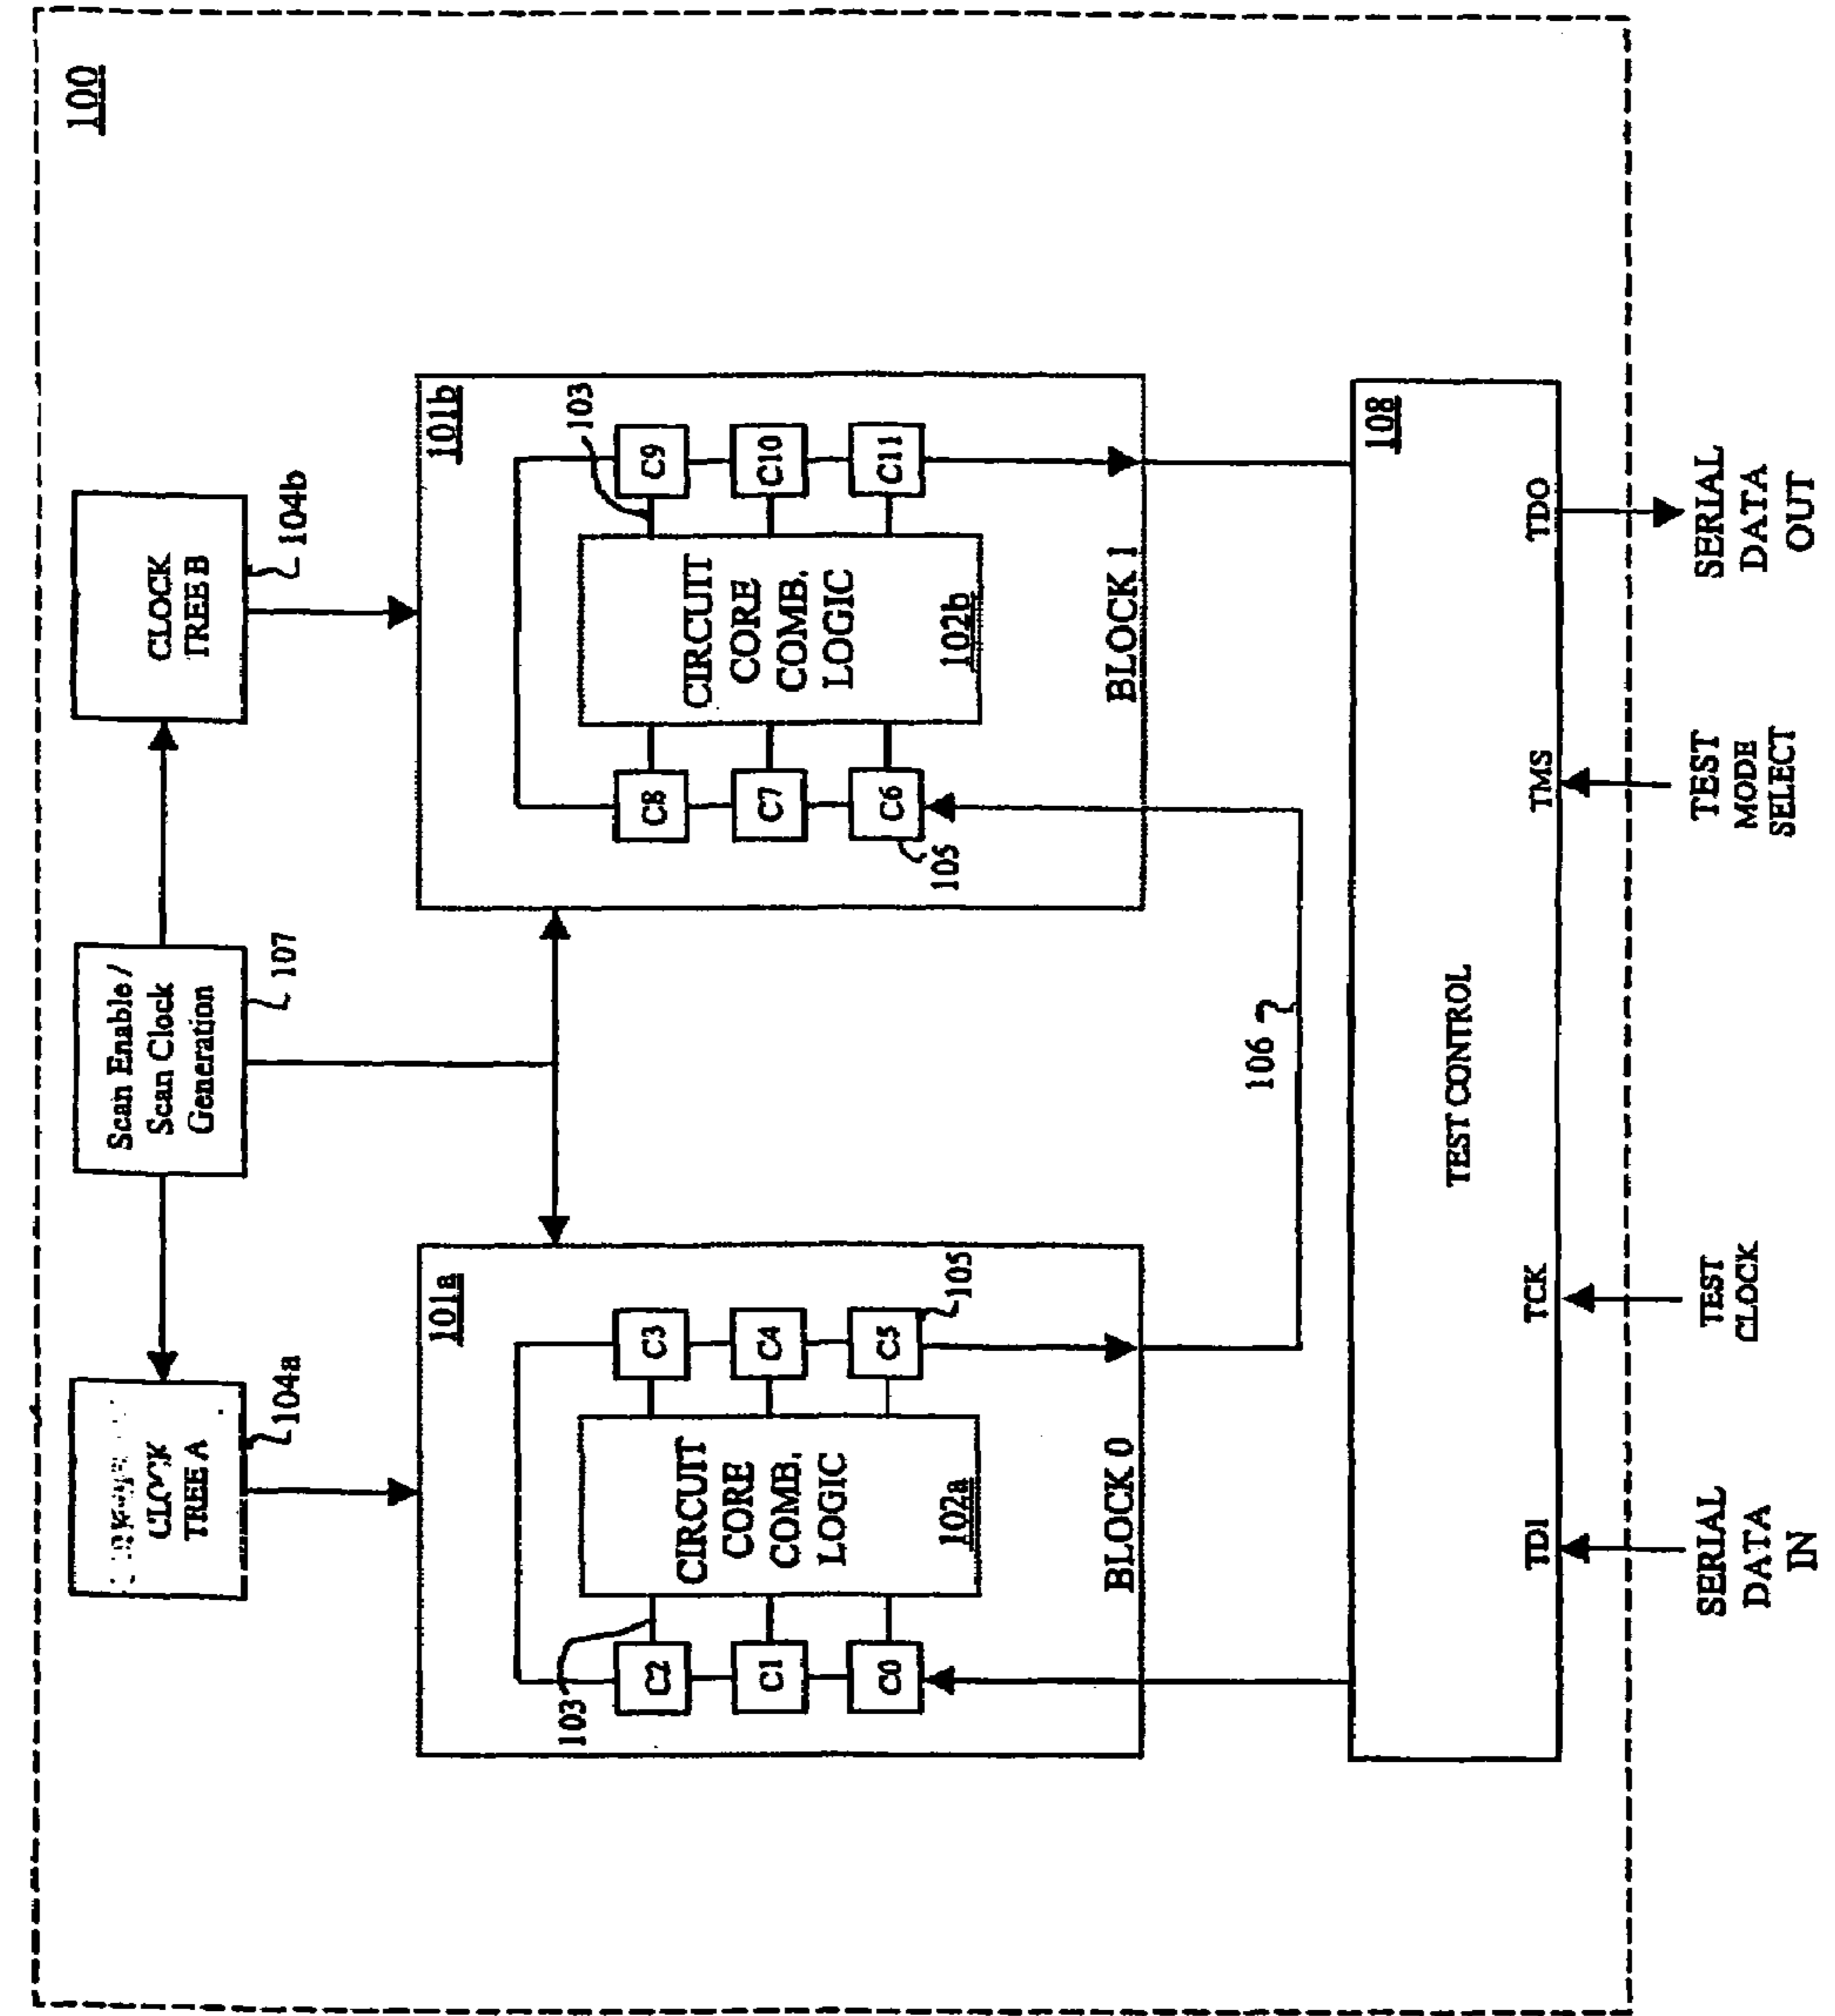 100
CLOCK
TREE A
104a
Scan Enable /
Scan Clock
Generation
107
CLOCK
TREE B
104b
101a
C2
C1
C0
103
CIRCUIT
CORE
COMB.
LOGIC
102a
C3
C4
C5
105
BLOCK 0
101b
C8
C7
C6
105
CIRCUIT
CORE
COMB.
LOGIC
102b
103
C9
C10
C11
BLOCK 1
106
108
TEST CONTROL
TDI
TCK
TMS
TDO
SERIAL
DATA
IN
TEST
CLOCK
TEST
MODE
SELECT
SERIAL
DATA
OUT